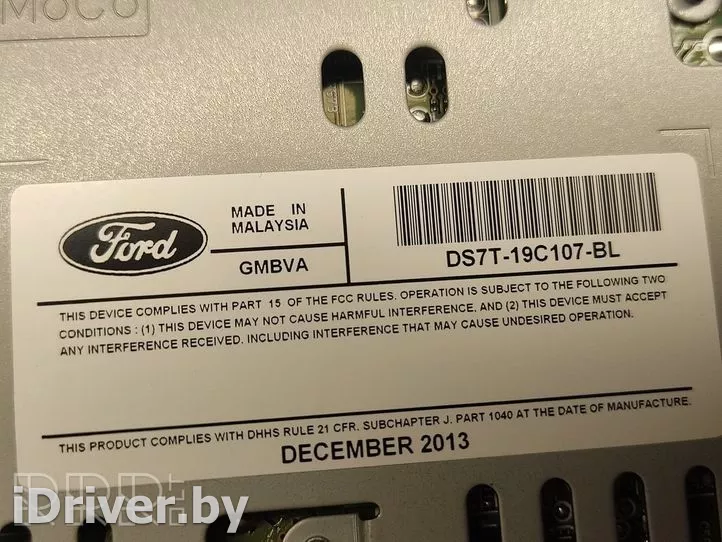 MoCo
Ford
MADE IN
MALAYSIA
GMBVA
DS7T-19C107-BL
THIS DEVICE COMPLIES WITH PART 15 OF THE FCC RULES. OPERATION IS SUBJECT TO THE FOLLOWING TWO
CONDITIONS : (1) THIS DEVICE MAY NOT CAUSE HARMFUL INTERFERENCE, AND (2) THIS DEVICE MUST ACCEPT
ANY INTERFERENCE RECEIVED. INCLUDING INTERFERENCE THAT MAY CAUSE UNDESIRED OPERATION.
THIS PRODUCT COMPLIES WITH DHHS RULE 21 CFR. SUBCHAPTER J. PART 1040 AT THE DATE OF MANUFACTURE.
DECEMBER 2013
iDriver.by